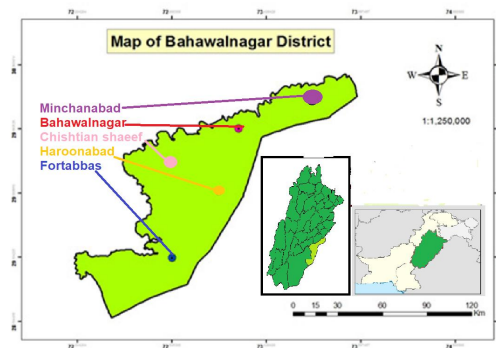 Map of Bahawalnagar District
N
W E
S
1:1,250,000
Minchanabad
Bahawalnagar
Chishtian shaeef
Haroonabad
Fortabbas
0 15 30 60 90 120
Km